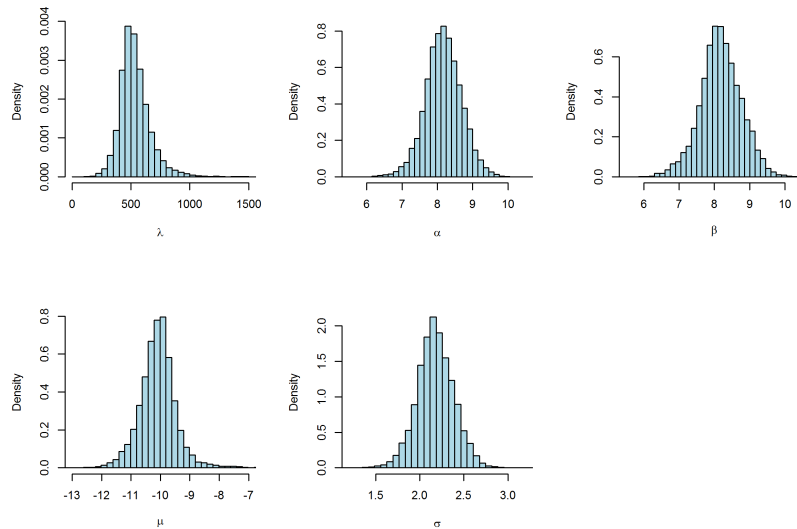 Density
0.000 0.001 0.002 0.003 0.004
0 500 1000 1500
λ
Density
0.0 0.2 0.4 0.6 0.8
6 7 8 9 10
α
Density
0.0 0.2 0.4 0.6
6 7 8 9 10
β
Density
0.0 0.2 0.4 0.6 0.8
-13 -12 -11 -10 -9 -8 -7
μ
Density
0.0 0.5 1.0 1.5 2.0
1.5 2.0 2.5 3.0
σ